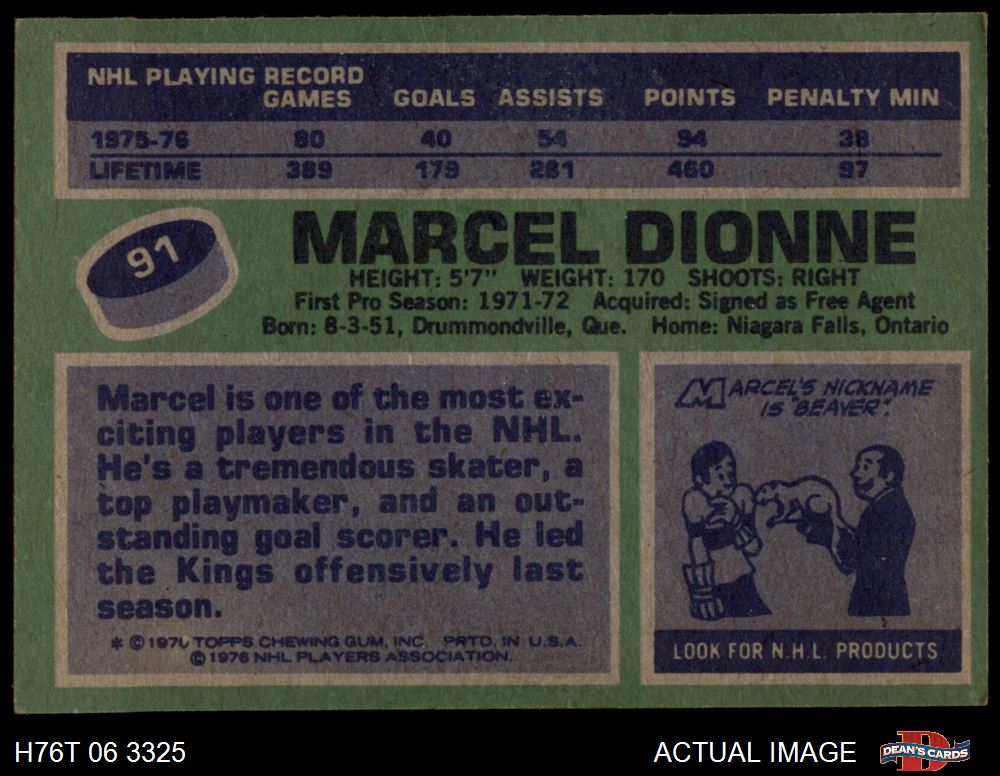 NHL PLAYING RECORD
GAMES GOALS ASSISTS POINTS PENALTY MIN
1975-76 80 40 54 94 38
LIFETIME 389 179 281 460 97
91
MARCEL DIONNE
HEIGHT: 5'7" WEIGHT: 170 SHOOTS: RIGHT
First Pro Season: 1971-72 Acquired: Signed as Free Agent
Born: 8-3-51, Drummondville, Que. Home: Niagara Falls, Ontario
Marcel is one of the most ex-
citing players in the NHL.
He's a tremendous skater, a
top playmaker, and an out-
standing goal scorer. He led
the Kings offensively last
season.
* © 1976 TOPPS CHEWING GUM, INC. PRTD. IN U.S.A.
© 1976 NHL PLAYERS ASSOCIATION.
MARCEL'S NICKNAME
IS "BEAVER".
LOOK FOR N.H.L. PRODUCTS
H76T 06 3325
ACTUAL IMAGE
D
DEAN'S CARDS